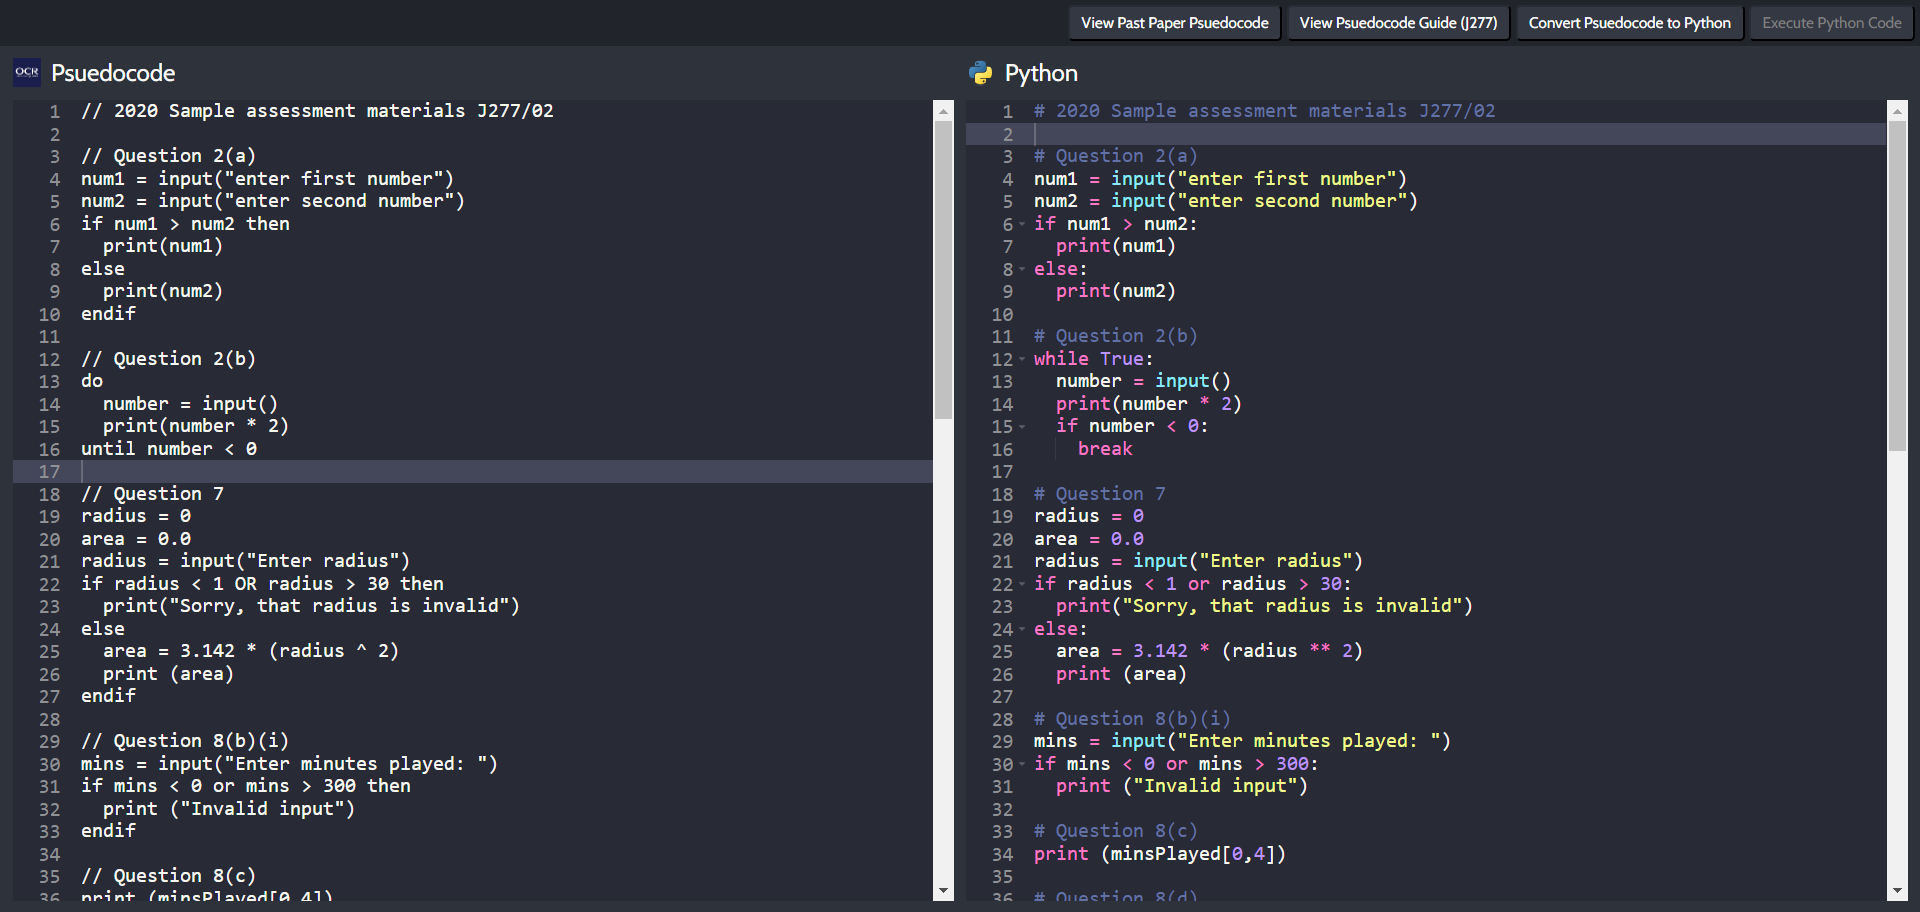 View Past Paper Psuedocode
View Psuedocode Guide (J277)
Convert Psuedocode to Python
Execute Python Code
OCR
Psuedocode
1 // 2020 Sample assessment materials J277/02
2
3 // Question 2(a)
4 num1 = input("enter first number")
5 num2 = input("enter second number")
6 if num1 > num2 then
7   print(num1)
8 else
9   print(num2)
10 endif
11
12 // Question 2(b)
13 do
14   number = input()
15   print(number * 2)
16 until number < 0
17
18 // Question 7
19 radius = 0
20 area = 0.0
21 radius = input("Enter radius")
22 if radius < 1 OR radius > 30 then
23   print("Sorry, that radius is invalid")
24 else
25   area = 3.142 * (radius ^ 2)
26   print (area)
27 endif
28
29 // Question 8(b)(i)
30 mins = input("Enter minutes played: ")
31 if mins < 0 or mins > 300 then
32   print ("Invalid input")
33 endif
34
35 // Question 8(c)
36 print (minsPlayed[0,4])
Python
1 # 2020 Sample assessment materials J277/02
2
3 # Question 2(a)
4 num1 = input("enter first number")
5 num2 = input("enter second number")
6 if num1 > num2:
7   print(num1)
8 else:
9   print(num2)
10
11 # Question 2(b)
12 while True:
13   number = input()
14   print(number * 2)
15   if number < 0:
16     break
17
18 # Question 7
19 radius = 0
20 area = 0.0
21 radius = input("Enter radius")
22 if radius < 1 or radius > 30:
23   print("Sorry, that radius is invalid")
24 else:
25   area = 3.142 * (radius ** 2)
26   print (area)
27
28 # Question 8(b)(i)
29 mins = input("Enter minutes played: ")
30 if mins < 0 or mins > 300:
31   print ("Invalid input")
32
33 # Question 8(c)
34 print (minsPlayed[0,4])
35
36 # Question 8(d)